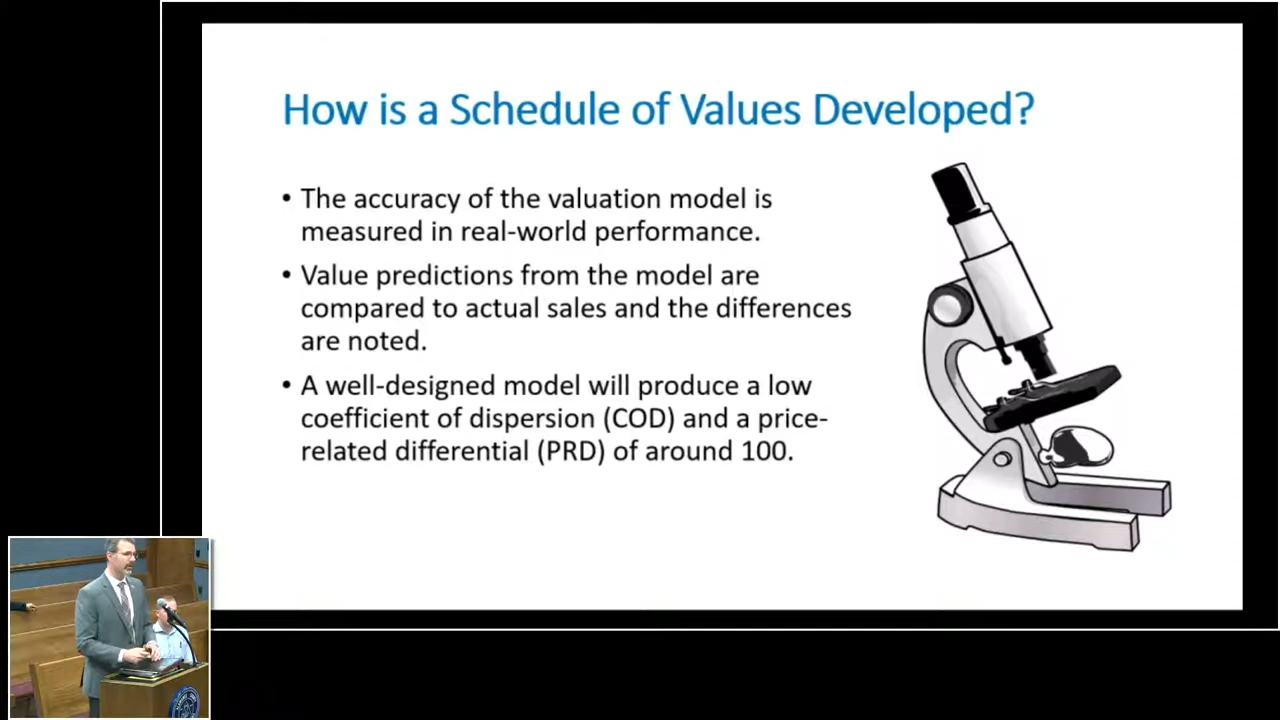 How is a Schedule of Values Developed?
• The accuracy of the valuation model is
measured in real-world performance.
• Value predictions from the model are
compared to actual sales and the differences
are noted.
• A well-designed model will produce a low
coefficient of dispersion (COD) and a price-
related differential (PRD) of around 100.